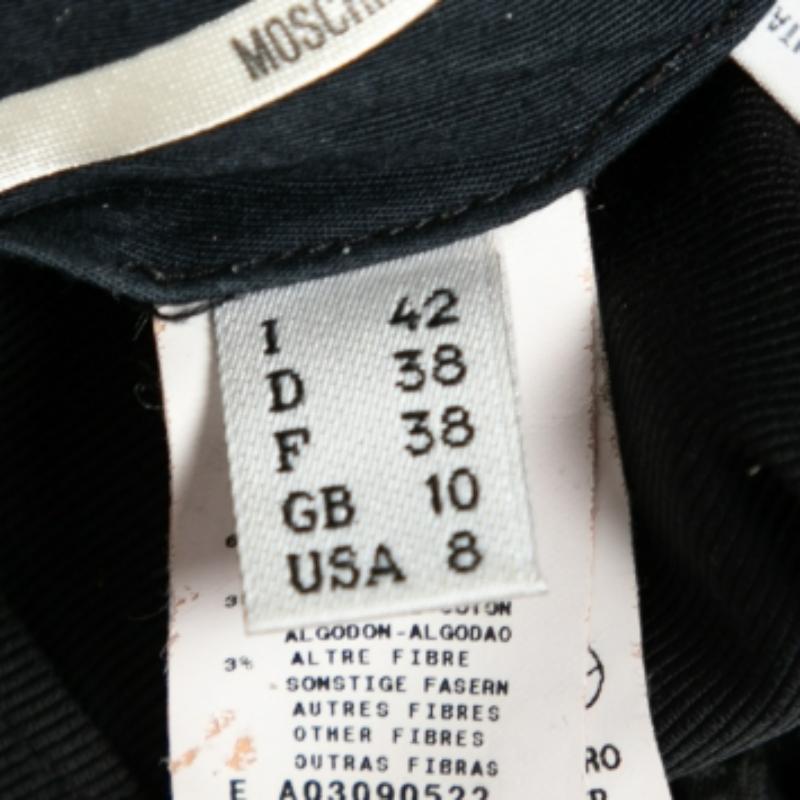 I 42
D 38
F 38
GB 10
USA 8
ALGODON-ALGODAO
3% ALTRE FIBRE
SONSTIGE FASERN
AUTRES FIBRES
OTHER FIBRES
OUTRAS FIBRAS
E A03090522